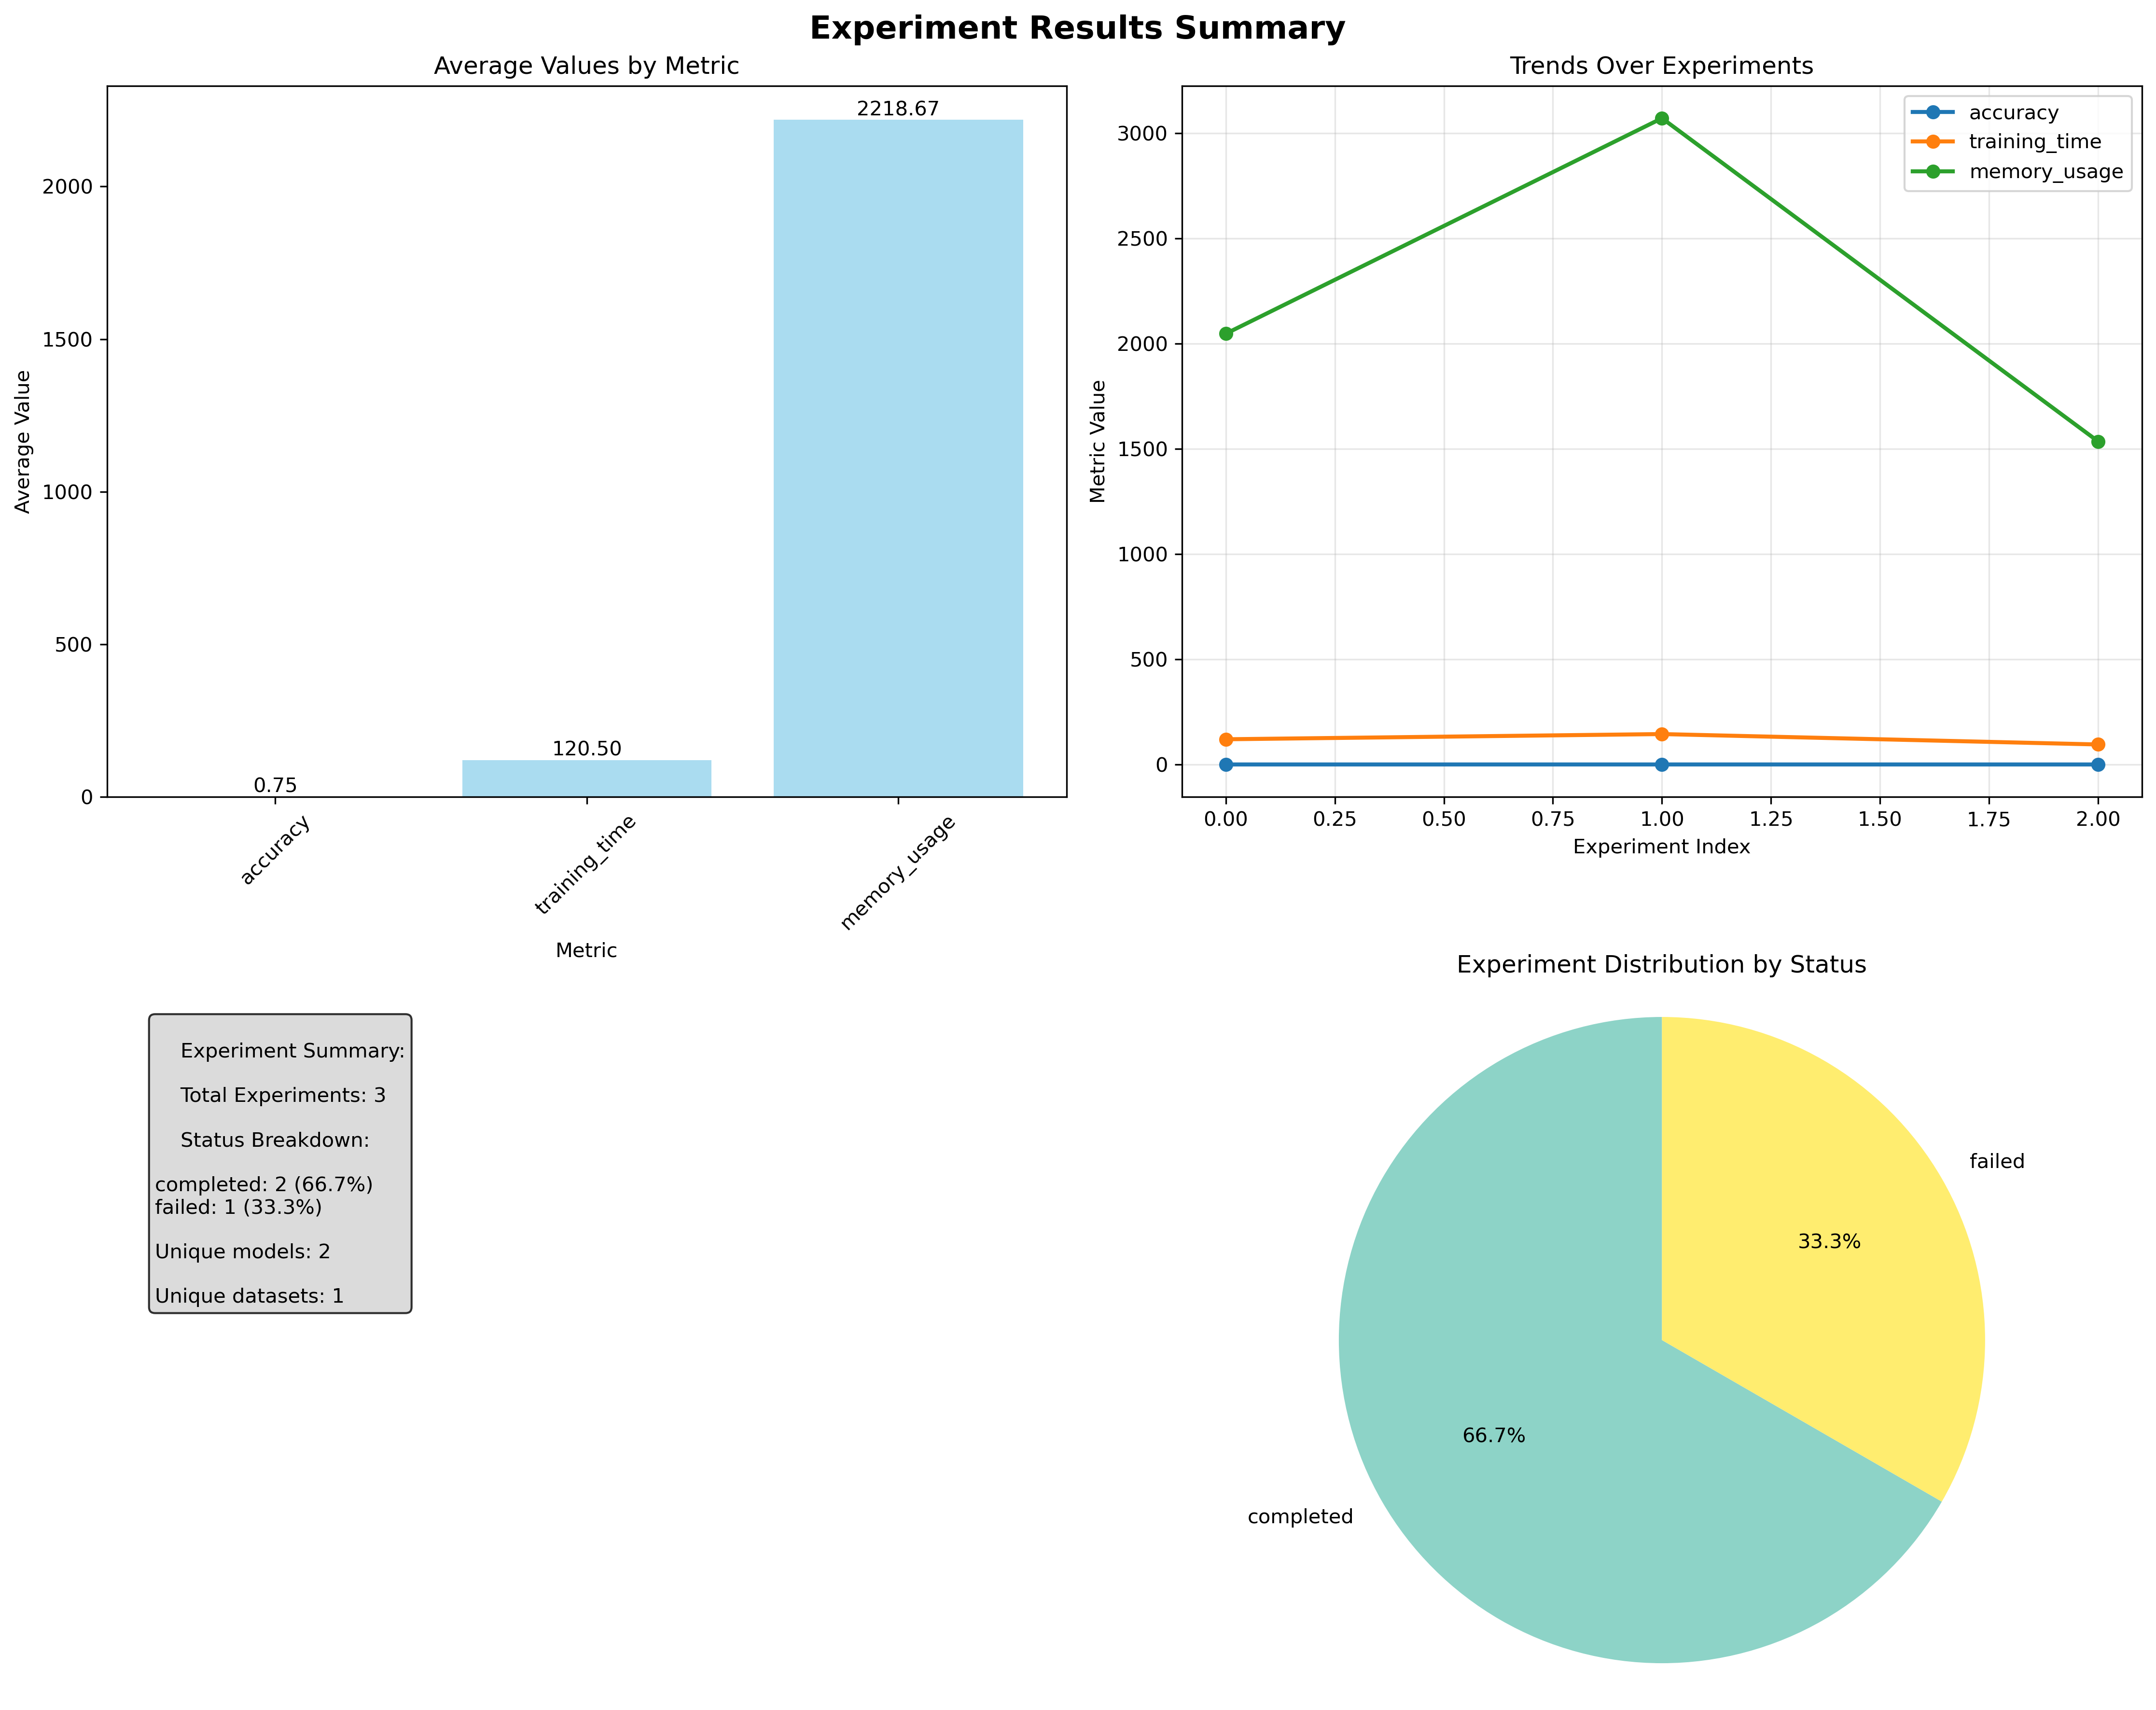 Experiment Results Summary
Average Values by Metric
2218.67
120.50
0.75
2000
1500
1000
500
0
Average Value
accuracy
training_time
memory_usage
Metric
Trends Over Experiments
accuracy
training_time
memory_usage
3000
2500
2000
1500
1000
500
0
Metric Value
0.00 0.25 0.50 0.75 1.00 1.25 1.50 1.75 2.00
Experiment Index
Experiment Summary:
Total Experiments: 3
Status Breakdown:
completed: 2 (66.7%)
failed: 1 (33.3%)
Unique models: 2
Unique datasets: 1
Experiment Distribution by Status
failed
33.3%
66.7%
completed